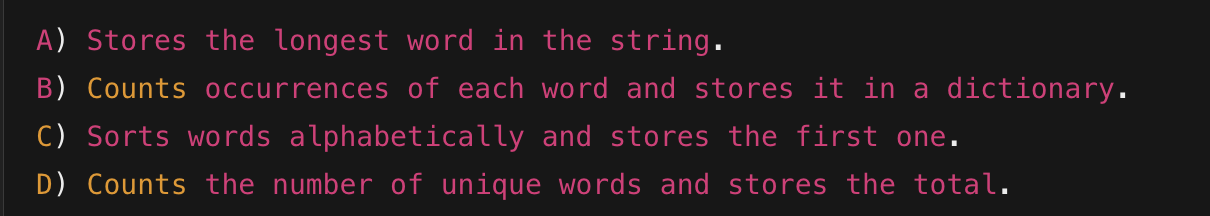 A) Stores the longest word in the string.
B) Counts occurrences of each word and stores it in a dictionary.
C) Sorts words alphabetically and stores the first one.
D) Counts the number of unique words and stores the total.